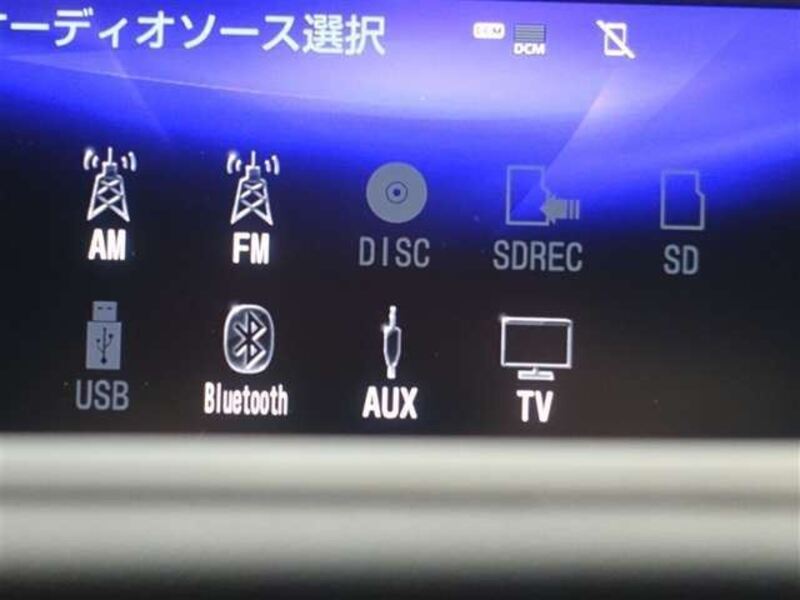 オーディオソース選択
DCM
AM FM DISC SDREC SD
USB Bluetooth AUX TV